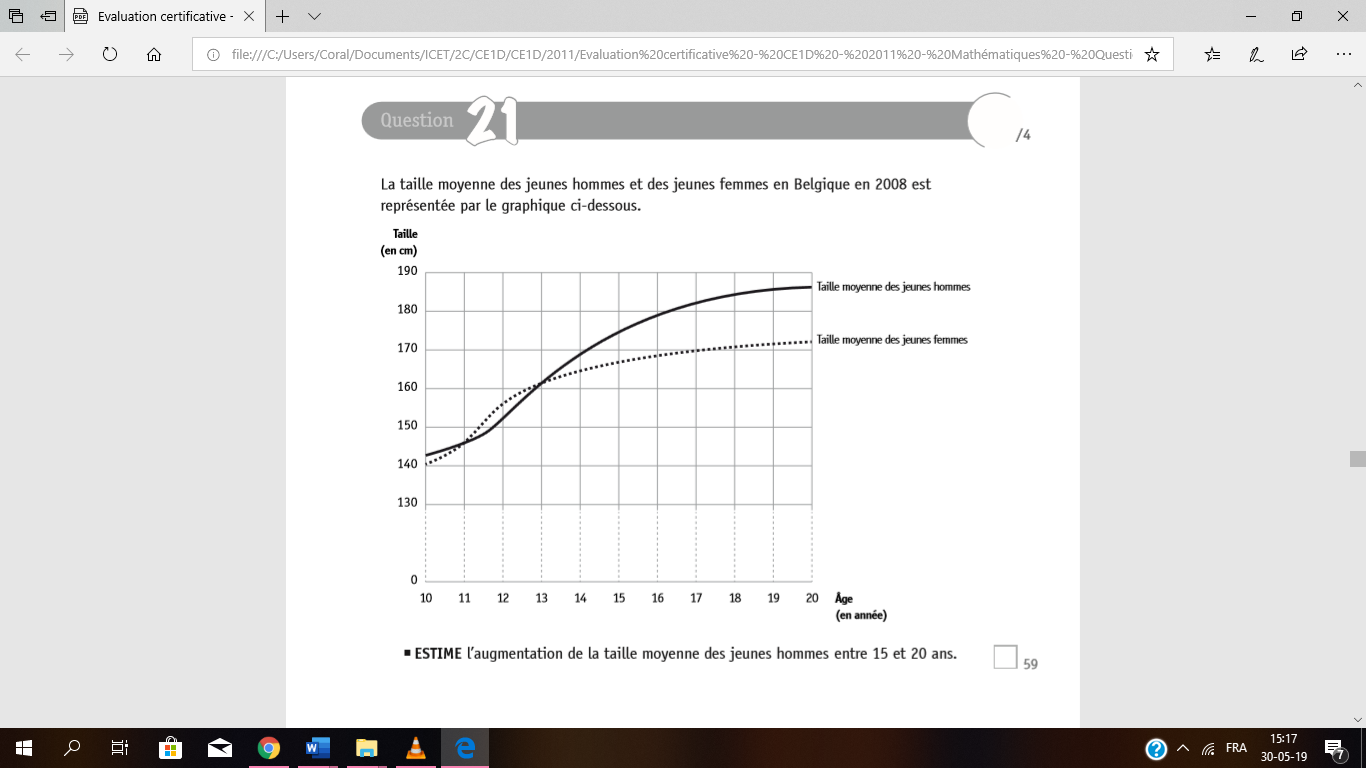 Evaluation certificative -
file:///C:/Users/Coral/Documents/ICET/2C/CE1D/CE1D/2011/Evaluation%20certificative%20-%20CE1D%20-%202011%20-%20Mathématiques%20-%20Questi
Question 21
/4
La taille moyenne des jeunes hommes et des jeunes femmes en Belgique en 2008 est
représentée par le graphique ci-dessous.
Taille
(en cm)
190
Taille moyenne des jeunes hommes
180
170
Taille moyenne des jeunes femmes
160
150
140
130
0
10 11 12 13 14 15 16 17 18 19 20 Âge
(en année)
▪ ESTIME l'augmentation de la taille moyenne des jeunes hommes entre 15 et 20 ans.
59
FRA
15:17
30-05-19
7